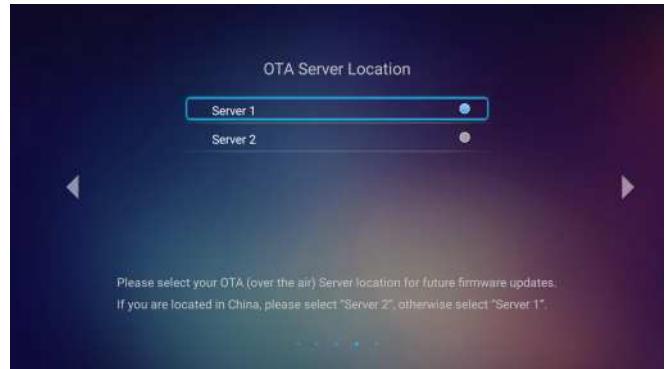 OTA Server Location
Server 1
Server 2
Please select your OTA (over the air) Server location for future firmware updates.
If you are located in China, please select "Server 2", otherwise select "Server 1".